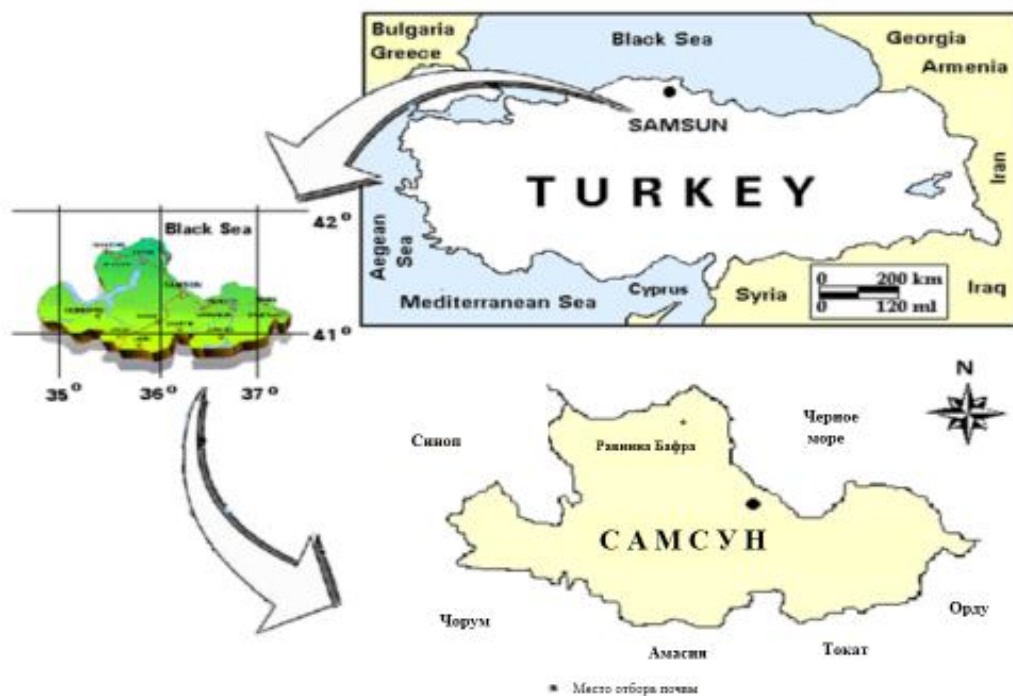 Bulgaria
Greece
Black Sea
Georgia
Armenia
SAMSUN
TURKEY
Iran
Aegean
Sea
Mediterranean Sea
Cyprus
Syria
Iraq
0 200 km
0 120 ml
Black Sea
42°
41°
35° 36° 37°
N
Синоп
Равнина Бафра
Черное
море
САМСУН
Чорум
Амасия
Токат
Орду
Место отбора почвы